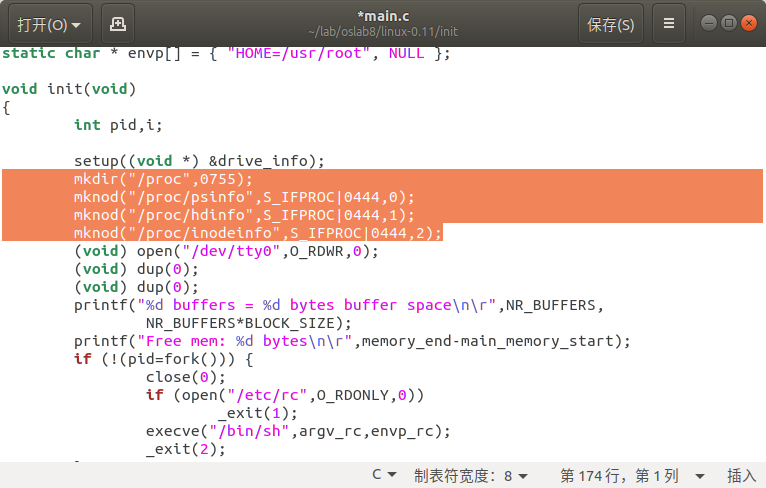 打开(O)
*main.c
~/lab/oslab8/linux-0.11/init
保存(S)
static char * envp[] = { "HOME=/usr/root", NULL };
void init(void)
{
int pid,i;
setup((void *) &drive_info);
mkdir("/proc",0755);
mknod("/proc/psinfo",S_IFPROC|0444,0);
mknod("/proc/hdinfo",S_IFPROC|0444,1);
mknod("/proc/inodeinfo",S_IFPROC|0444,2);
(void) open("/dev/tty0",O_RDWR,0);
(void) dup(0);
(void) dup(0);
printf("%d buffers = %d bytes buffer space\n\r",NR_BUFFERS,
NR_BUFFERS*BLOCK_SIZE);
printf("Free mem: %d bytes\n\r",memory_end-main_memory_start);
if (!(pid=fork())) {
close(0);
if (open("/etc/rc",O_RDONLY,0))
_exit(1);
execve("/bin/sh",argv_rc,envp_rc);
_exit(2);
C 制表符宽度：8 第 174 行，第 1 列 插入